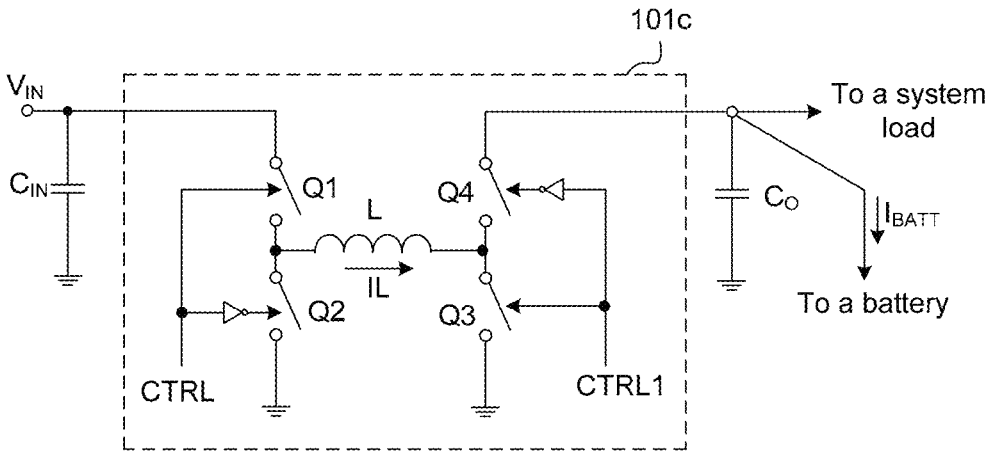 101c
V_IN
To a system
load
C_IN
Q1
Q4
C_O
L
I_BATT
IL
Q2
Q3
To a battery
CTRL
CTRL1